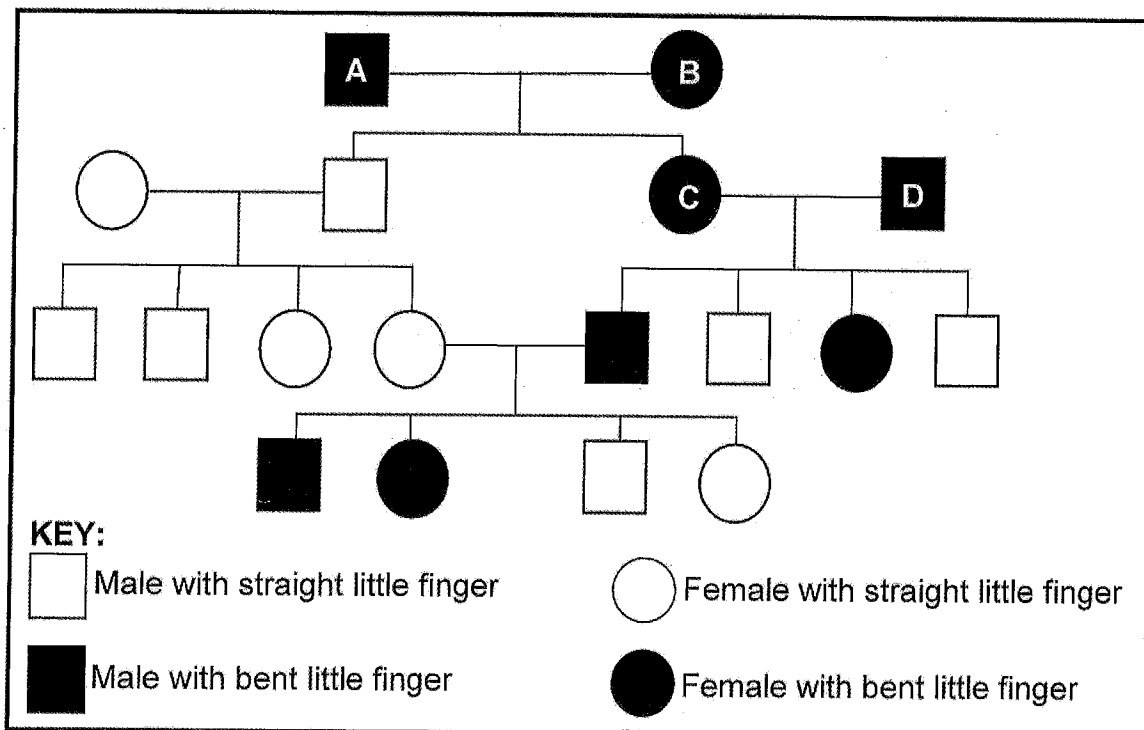 A B
C D
KEY:
Male with straight little finger Female with straight little finger
Male with bent little finger Female with bent little finger